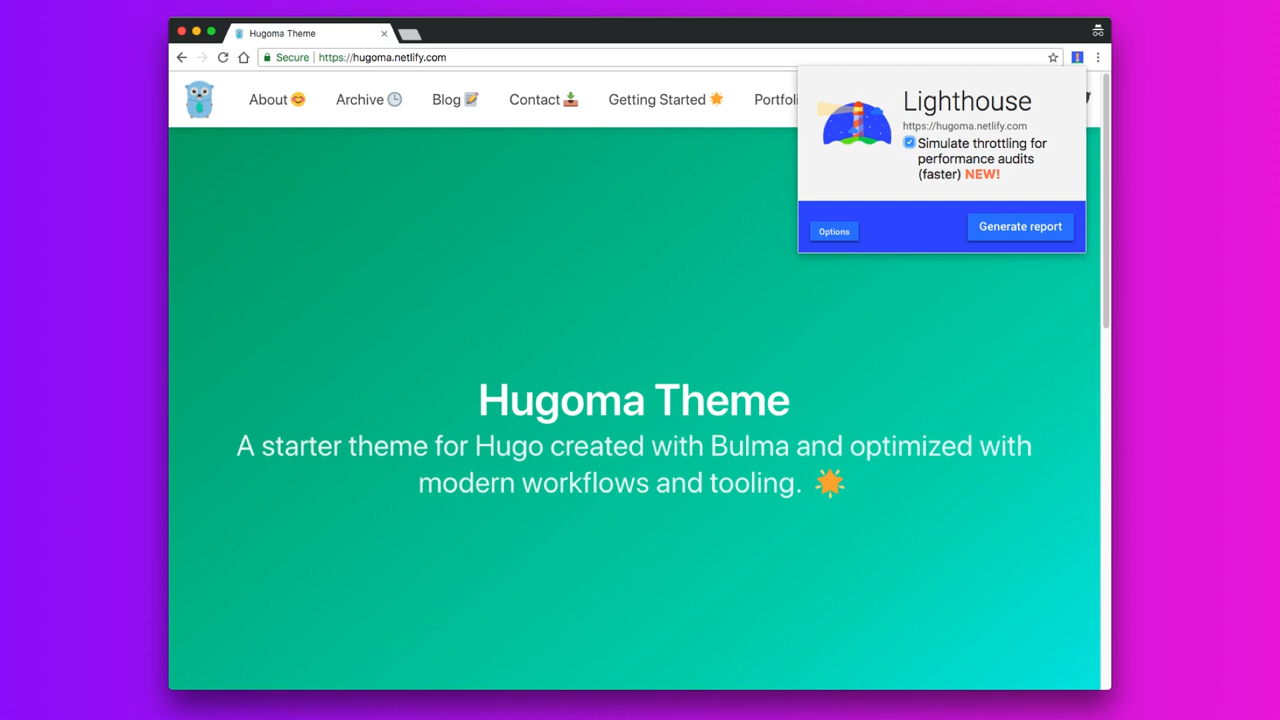 Hugoma Theme
Secure https://hugoma.netlify.com
About Archive Blog Contact Getting Started
Lighthouse
https://hugoma.netlify.com
Simulate throttling for
performance audits
(faster) NEW!
Options Generate report
Hugoma Theme
A starter theme for Hugo created with Bulma and optimized with
modern workflows and tooling.